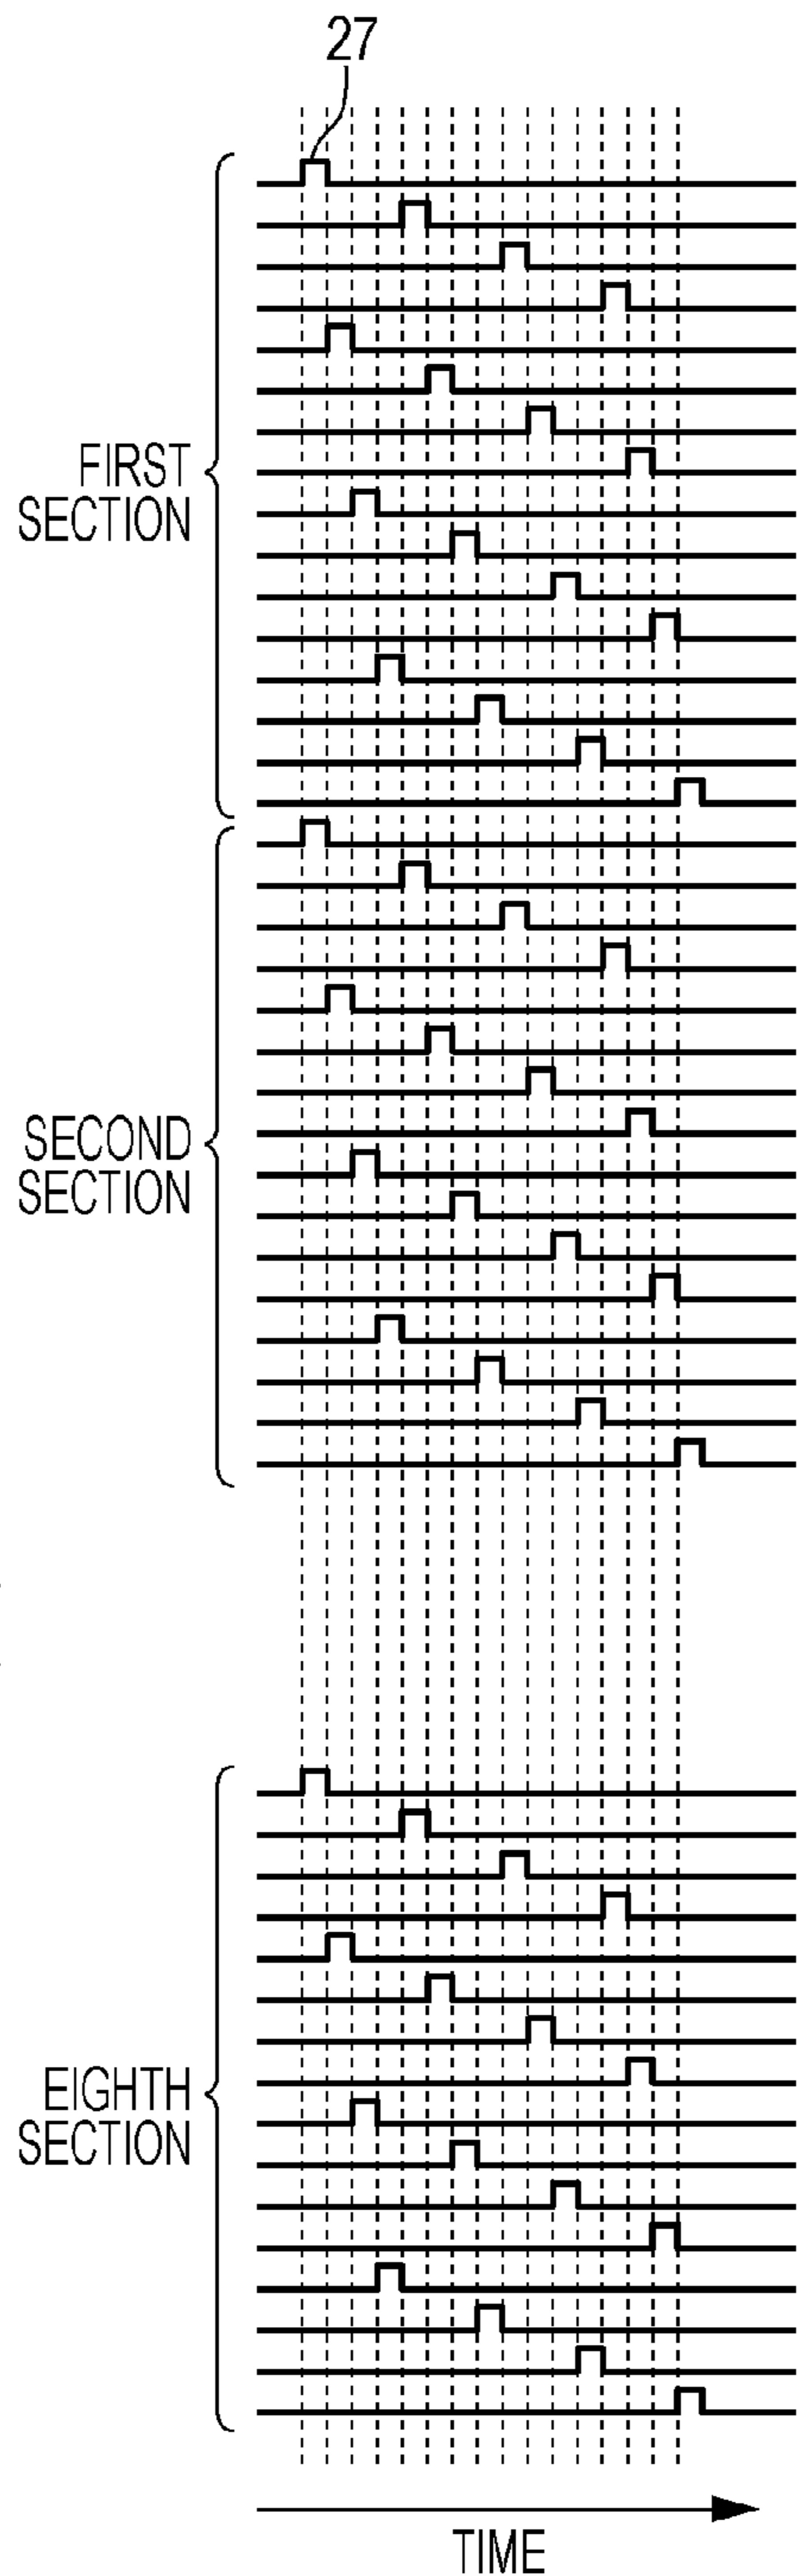 27
FIRST
SECTION
SECOND
SECTION
EIGHTH
SECTION
TIME